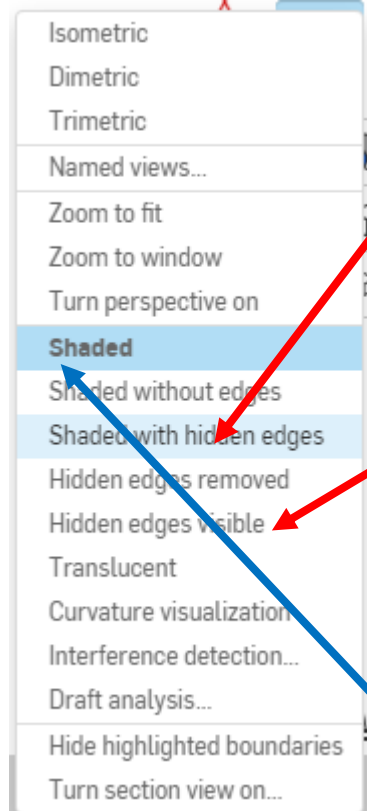 Isometric
Dimetric
Trimetric
Named views...
Zoom to fit
Zoom to window
Turn perspective on
Shaded
Shaded without edges
Shaded with hidden edges
Hidden edges removed
Hidden edges visible
Translucent
Curvature visualization
Interference detection...
Draft analysis...
Hide highlighted boundaries
Turn section view on...